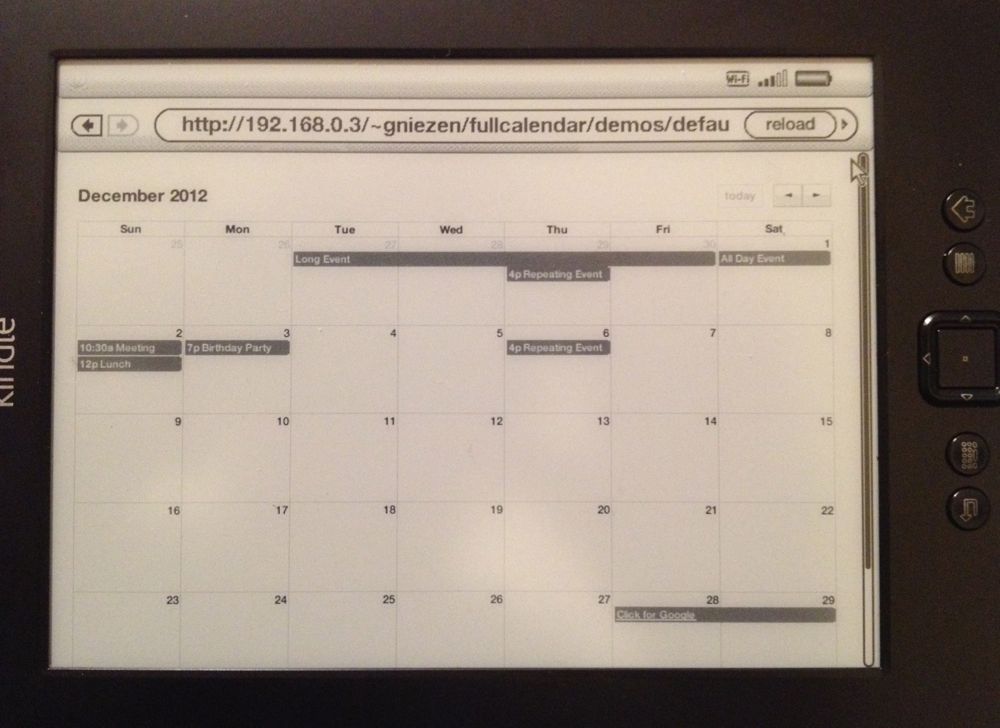 Wi-Fi
http://192.168.0.3/~gniezen/fullcalendar/demos/defau reload
December 2012 today
Sun Mon Tue Wed Thu Fri Sat
25 26 27 28 29 30 1
Long Event All Day Event
4p Repeating Event
2 3 4 5 6 7 8
10:30a Meeting 7p Birthday Party 4p Repeating Event
12p Lunch
9 10 11 12 13 14 15
16 17 18 19 20 21 22
23 24 25 26 27 28 29
Click for Google
kindle